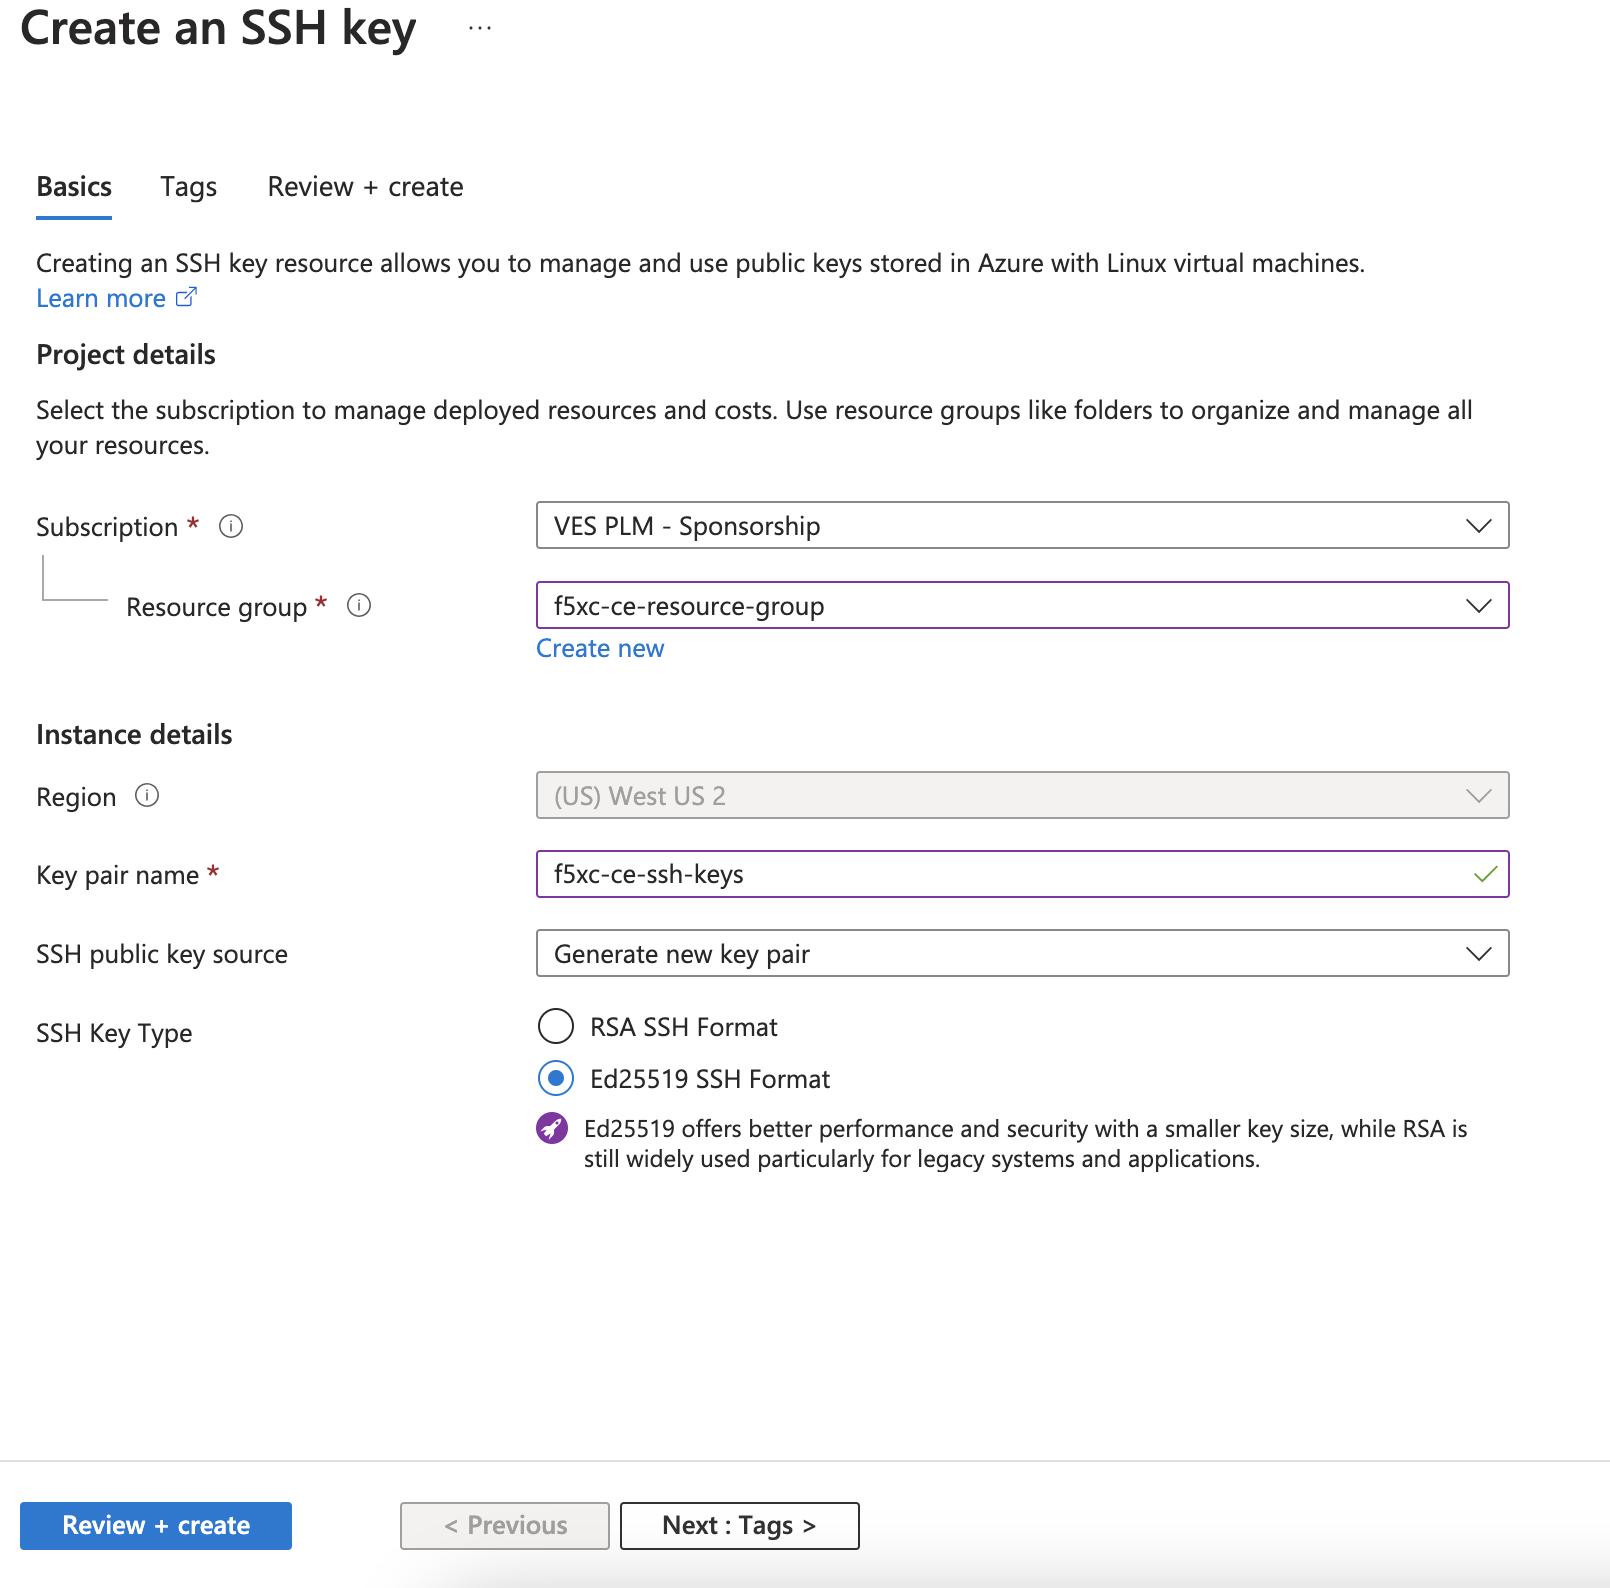 Create an SSH key ...
Basics Tags Review + create
Creating an SSH key resource allows you to manage and use public keys stored in Azure with Linux virtual machines.
Learn more
Project details
Select the subscription to manage deployed resources and costs. Use resource groups like folders to organize and manage all
your resources.
Subscription * VES PLM - Sponsorship
Resource group * f5xc-ce-resource-group
Create new
Instance details
Region (US) West US 2
Key pair name * f5xc-ce-ssh-keys
SSH public key source Generate new key pair
SSH Key Type RSA SSH Format
Ed25519 SSH Format
Ed25519 offers better performance and security with a smaller key size, while RSA is
still widely used particularly for legacy systems and applications.
Review + create < Previous Next : Tags >